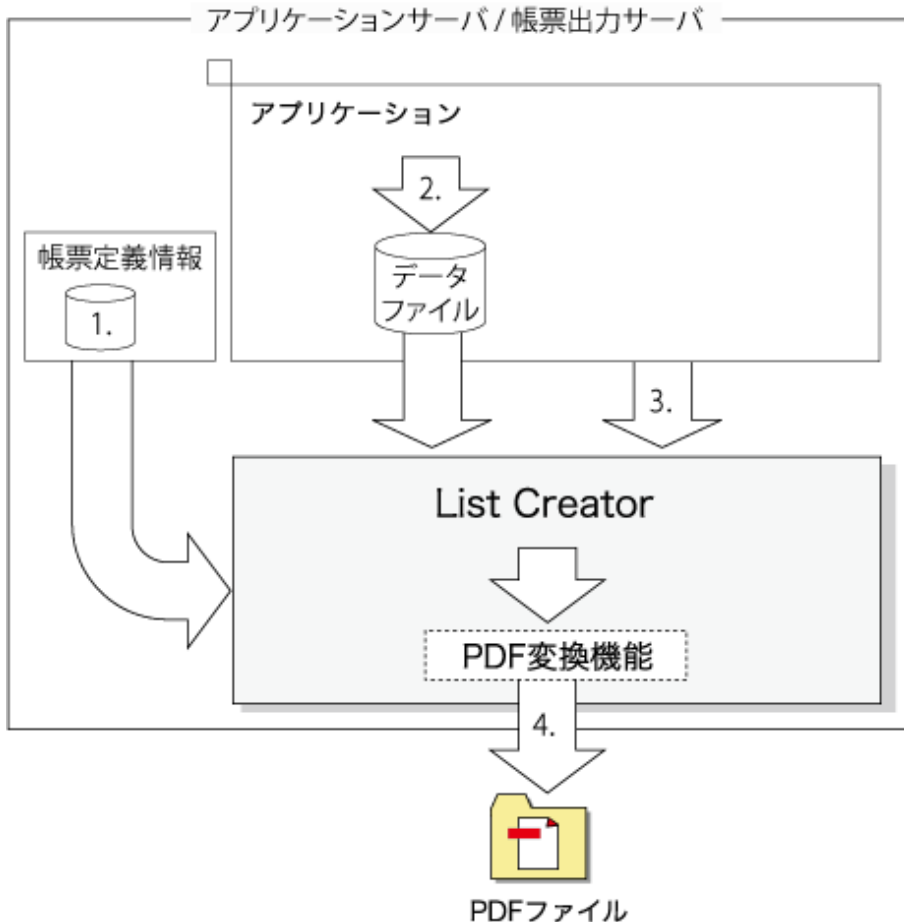 アプリケーションサーバ / 帳票出力サーバ
アプリケーション
2.
帳票定義情報
データ
ファイル
1.
3.
List Creator
PDF変換機能
4.
PDFファイル